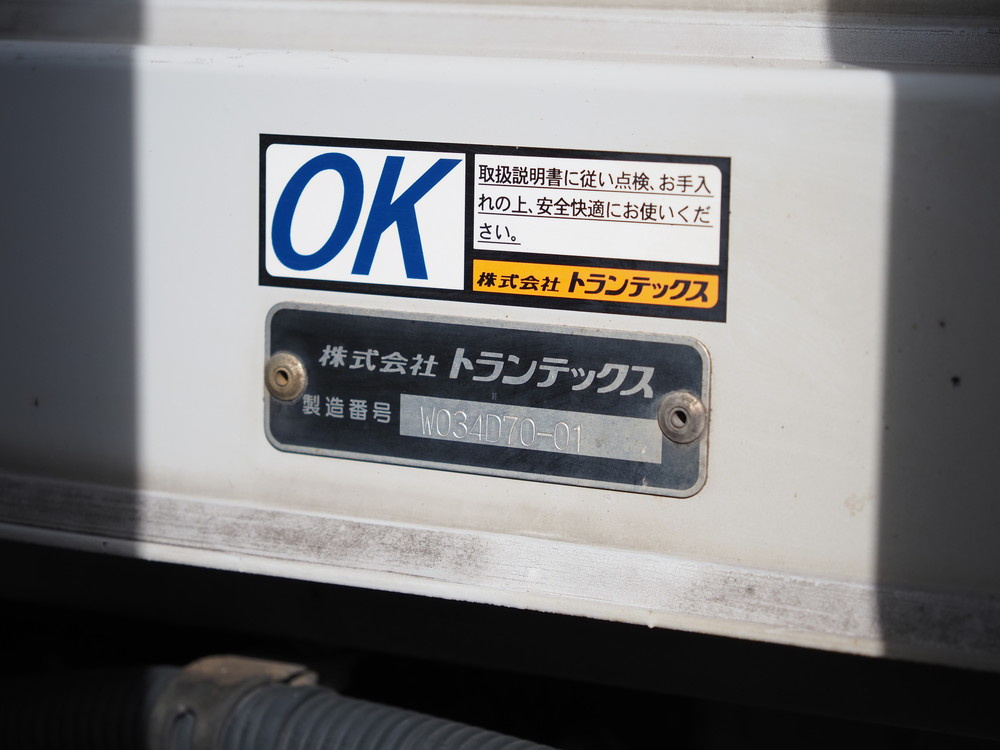 OK
取扱説明書に従い点検、お手入
れの上、安全快適にお使いくだ
さい。
株式会社 トランテックス
株式会社 トランテックス
製造番号 W034D70-01